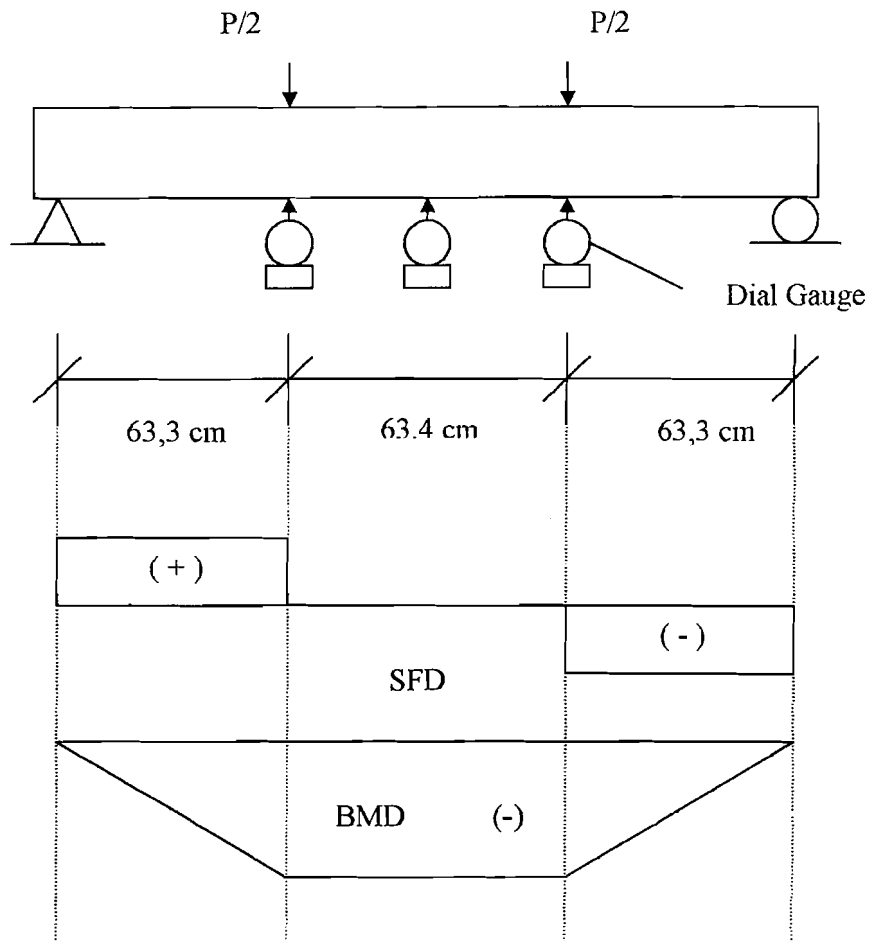 P/2 P/2
Dial Gauge
63,3 cm 63.4 cm 63,3 cm
( + )
( - )
SFD
BMD (-)